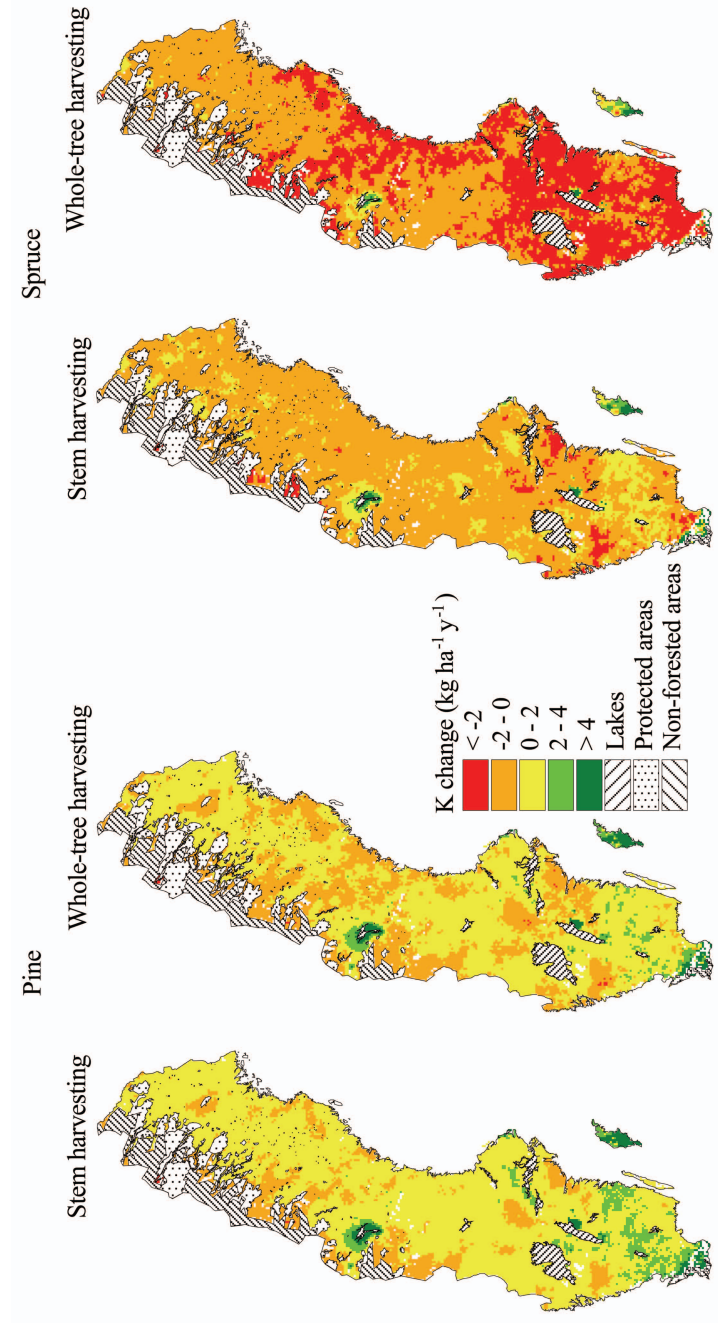 Pine
Spruce
Stem harvesting
Whole-tree harvesting
Stem harvesting
Whole-tree harvesting
K change (kg ha⁻¹ y⁻¹)
< -2
-2 - 0
0 - 2
2 - 4
> 4
Lakes
Protected areas
Non-forested areas